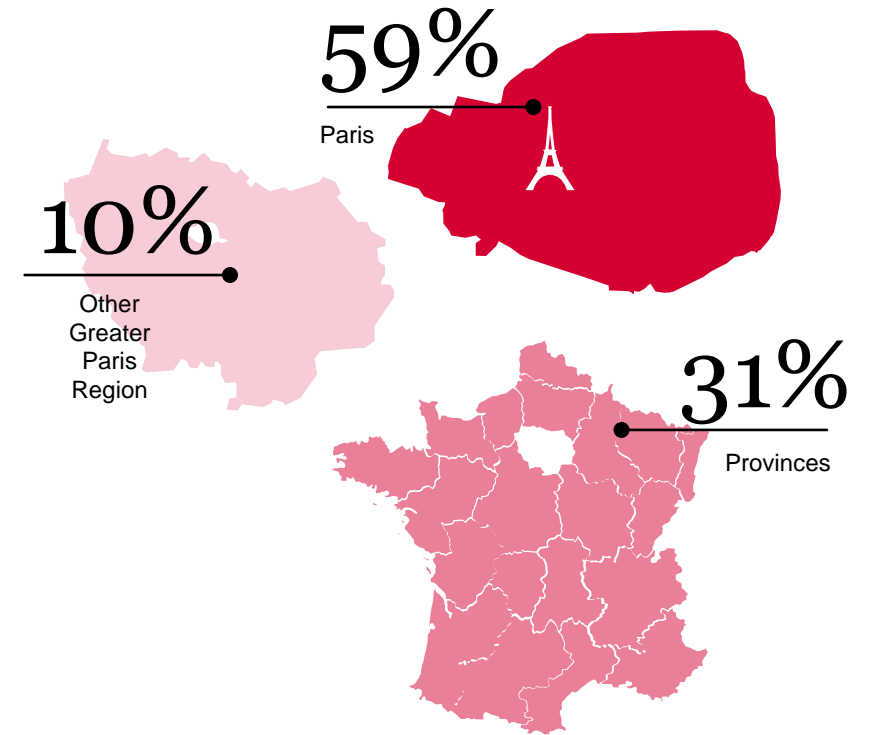 59%
Paris
10%
Other
Greater
Paris
Region
31%
Provinces